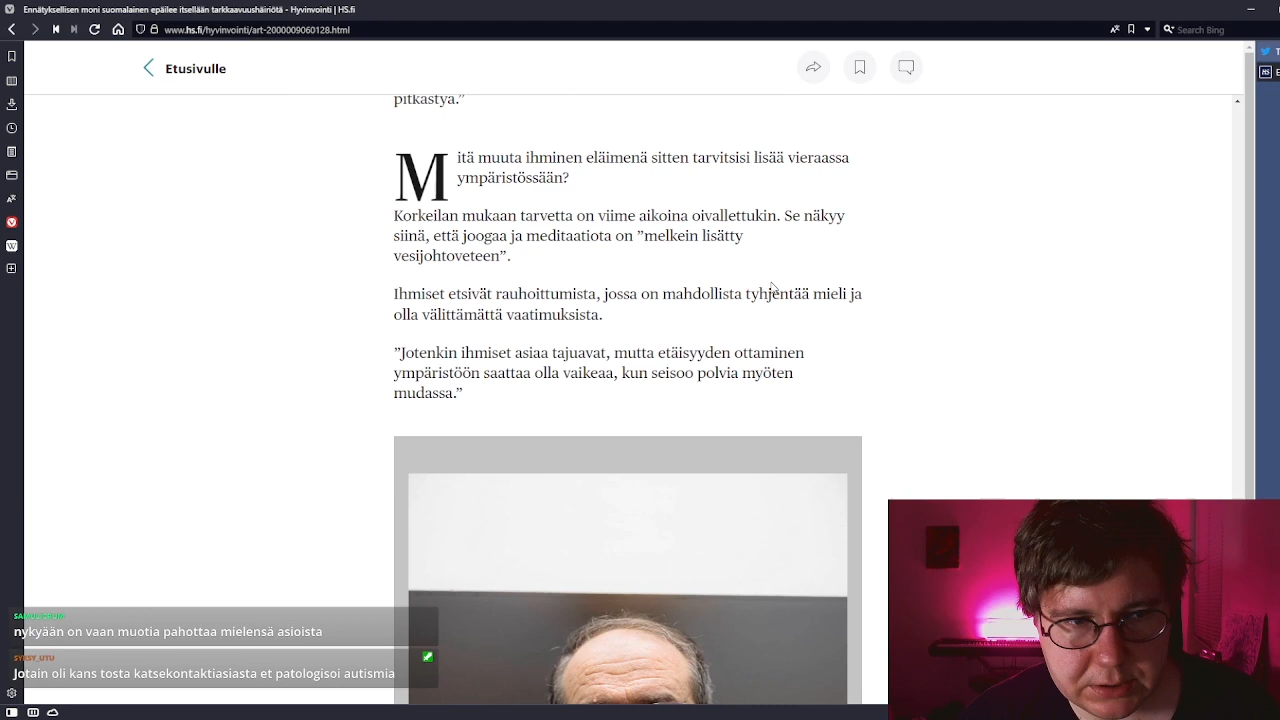 Ennätyksellisen moni suomalainen epäilee itsellään tarkkaavuushäiriötä - Hyvinvointi | HS.fi
www.hs.fi/hyvinvointi/art-2000009060128.html
Search Bing
Etusivulle
pitkästyä.”
Mitä muuta ihminen eläimenä sitten tarvitsisi lisää vieraassa
ympäristössään?
Korkeilan mukaan tarvetta on viime aikoina oivallettukin. Se näkyy
siinä, että joogaa ja meditaatiota on ”melkein lisätty
vesijohtoveteen”.
Ihmiset etsivät rauhoittumista, jossa on mahdollista tyhjentää mieli ja
olla välittämättä vaatimuksista.
”Jotenkin ihmiset asiaa tajuavat, mutta etäisyyden ottaminen
ympäristöön saattaa olla vaikeaa, kun seisoo polvia myöten
mudassa.”
nykyään on vaan muotia pahottaa mielensä asioista
SYKSY_UTU
Jotain oli kans tosta katsekontaktiasiasta et patologisoi autismia